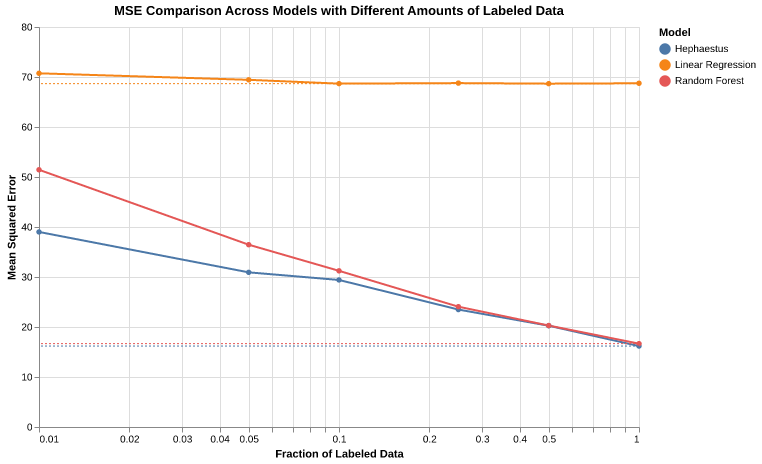 MSE Comparison Across Models with Different Amounts of Labeled Data
Model
Hephaestus
Linear Regression
Random Forest
Mean Squared Error
80
70
60
50
40
30
20
10
0
0.01
0.02
0.03
0.04
0.05
0.1
0.2
0.3
0.4
0.5
1
Fraction of Labeled Data